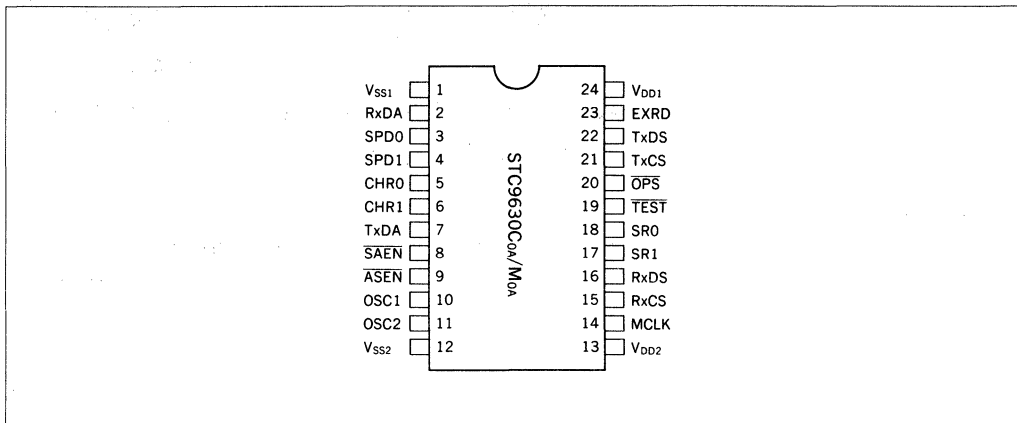 VSS1 1 24 VDD1
RxDA 2 23 EXRD
SPD0 3 22 TxDS
SPD1 4 21 TxCS
CHR0 5 20 OPS
CHR1 6 19 TEST
TxDA 7 18 SR0
SAEN 8 17 SR1
ASEN 9 16 RxDS
OSC1 10 15 RxCS
OSC2 11 14 MCLK
VSS2 12 13 VDD2
STC9630C0A/M0A